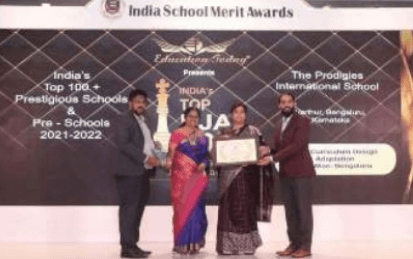 India School Merit Awards
Education Today
Presents
India's
Top 100 +
Prestigious Schools
&
Pre - Schools
2021-2022
INDIA's
TOP
The Prodigies
International School
Bengaluru,
Karnataka
Curriculum Design
Adaptation
Bengaluru